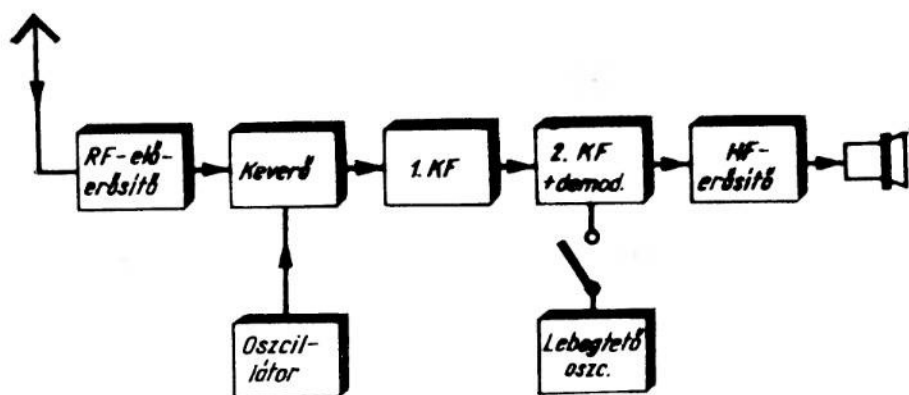 RF-elő-
erősítő
Keverő
1. KF
2. KF
+demod.
HF-
erősítő
Oszcil-
látor
Lebegtető
oszc.